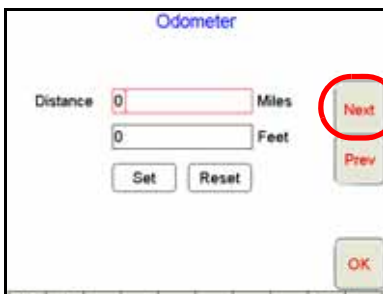 Odometer
Distance 0 Miles Next
0 Feet
Set Reset Prev
OK